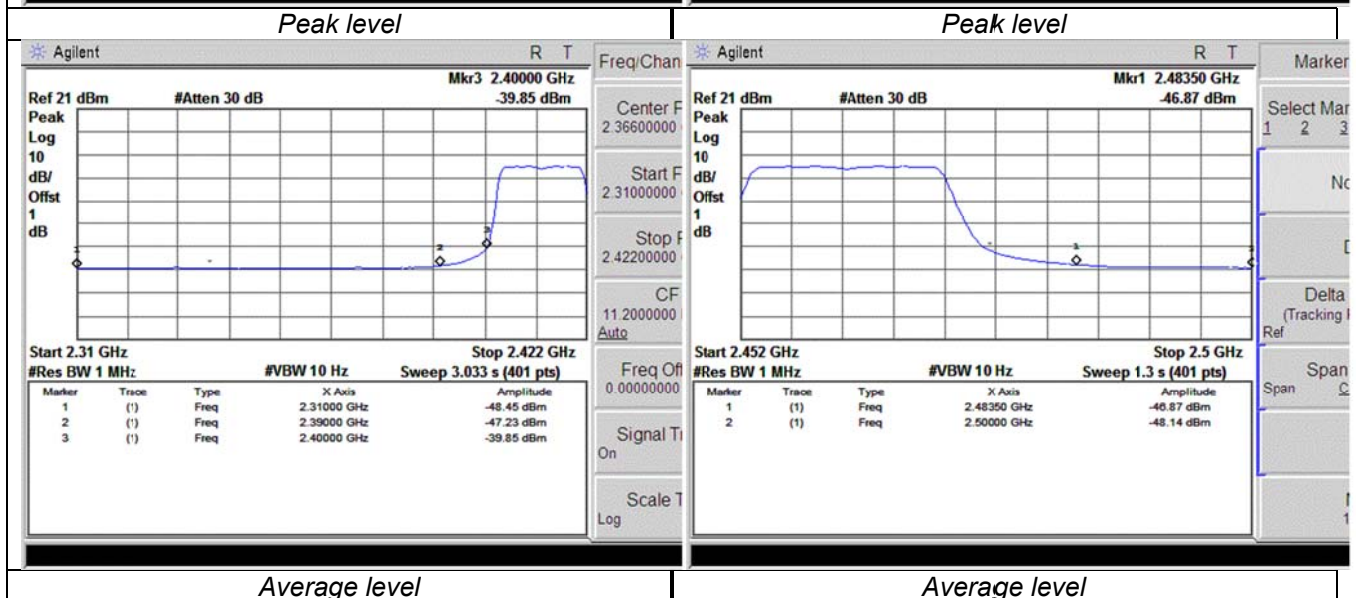 Peak level
Peak level
Agilent R T
Mkr3 2.40000 GHz
Ref 21 dBm #Atten 30 dB -39.85 dBm
Peak
Log
10
dB/
Offst
1
dB
1
2
3
Start 2.31 GHz Stop 2.422 GHz
#Res BW 1 MHz #VBW 10 Hz Sweep 3.033 s (401 pts)
Marker Trace Type X Axis Amplitude
1 (1) Freq 2.31000 GHz -48.45 dBm
2 (1) Freq 2.39000 GHz -47.23 dBm
3 (1) Freq 2.40000 GHz -39.85 dBm
Freq/Chan
Center F
2.36600000
Start F
2.31000000
Stop F
2.42200000
CF
11.2000000
Auto
Freq Off
0.00000000
Signal Tr
On
Scale T
Log
Agilent R T
Mkr1 2.48350 GHz
Ref 21 dBm #Atten 30 dB -46.87 dBm
Peak
Log
10
dB/
Offst
1
dB
1
Start 2.452 GHz Stop 2.5 GHz
#Res BW 1 MHz #VBW 10 Hz Sweep 1.3 s (401 pts)
Marker Trace Type X Axis Amplitude
1 (1) Freq 2.48350 GHz -46.87 dBm
2 (1) Freq 2.50000 GHz -48.14 dBm
Marker
Select Mar
1 2 3
Delta
(Tracking
Ref
Span
Span
Average level
Average level